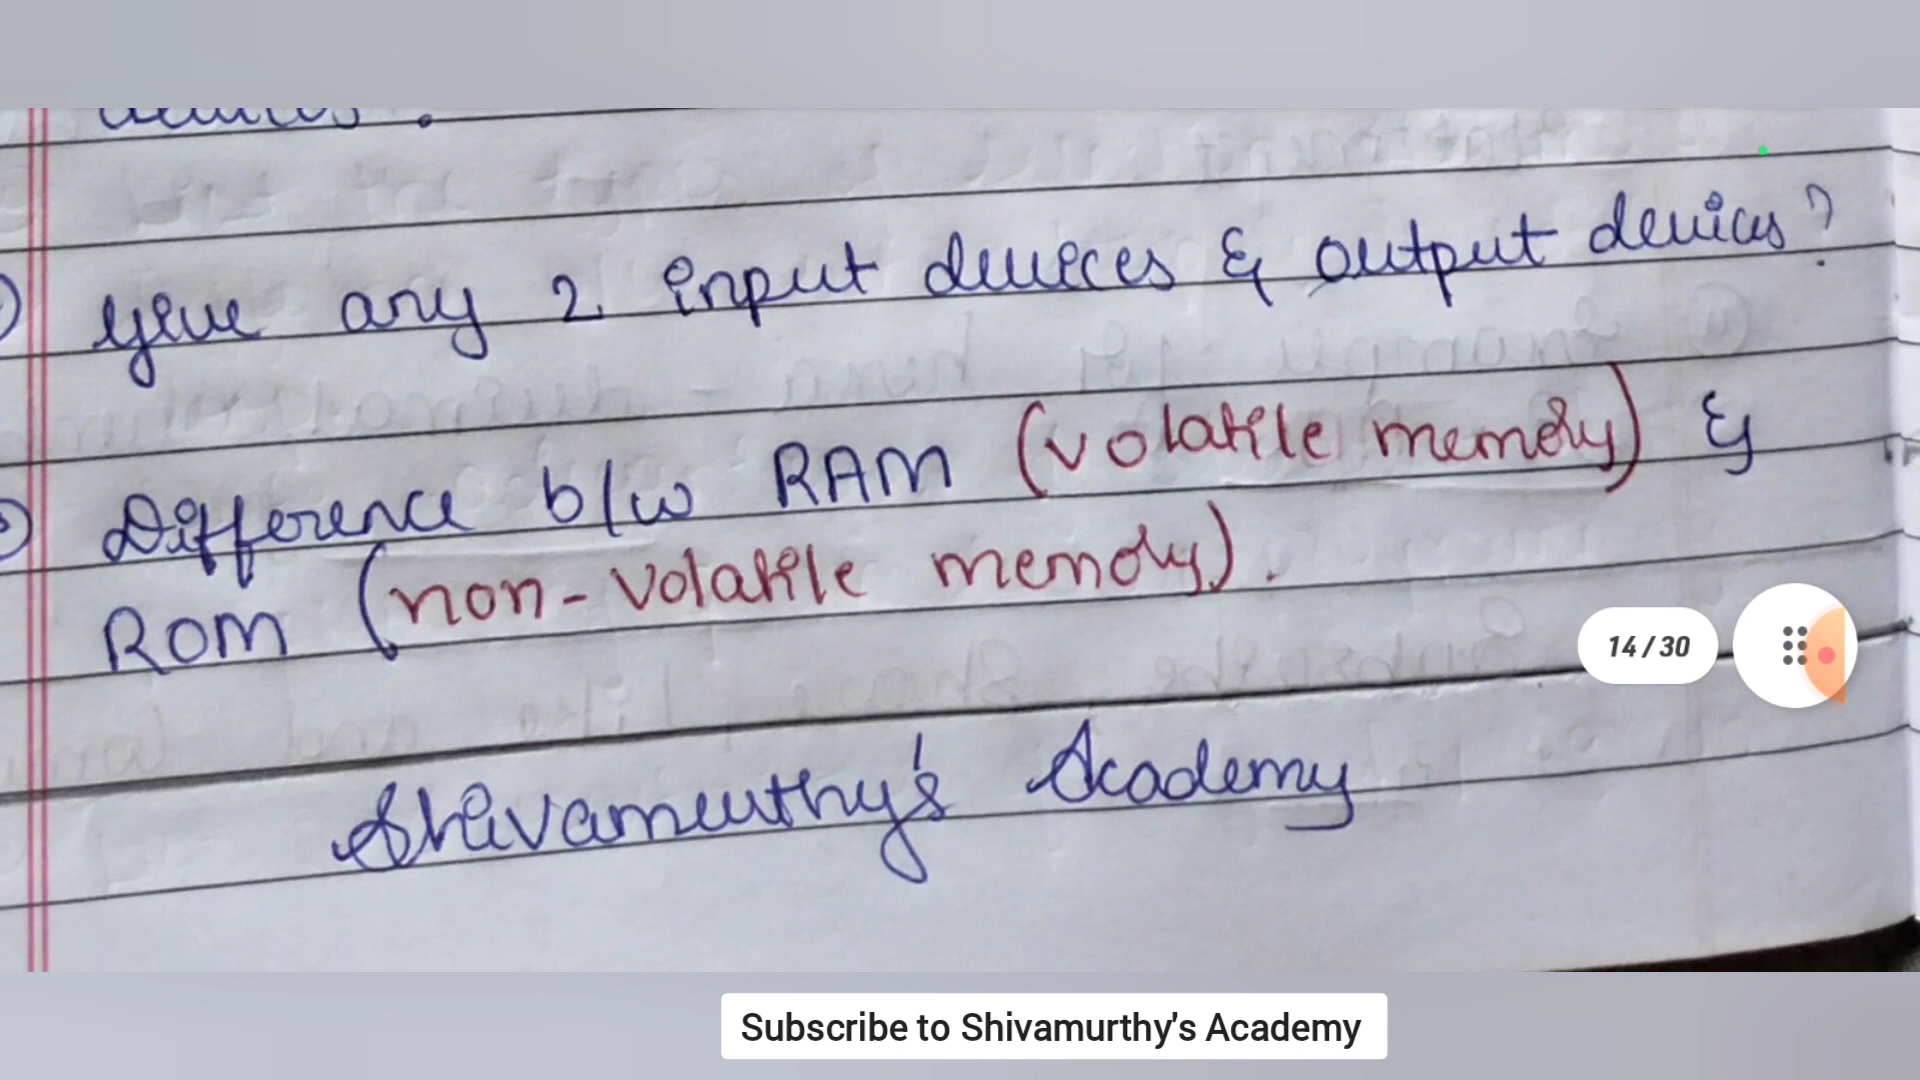 Give any 2 input devices & output devices?
Difference b/w RAM (volatile memory) &
ROM (non-volatile memory).
14/30
Shivamurthy's Academy
Subscribe to Shivamurthy's Academy